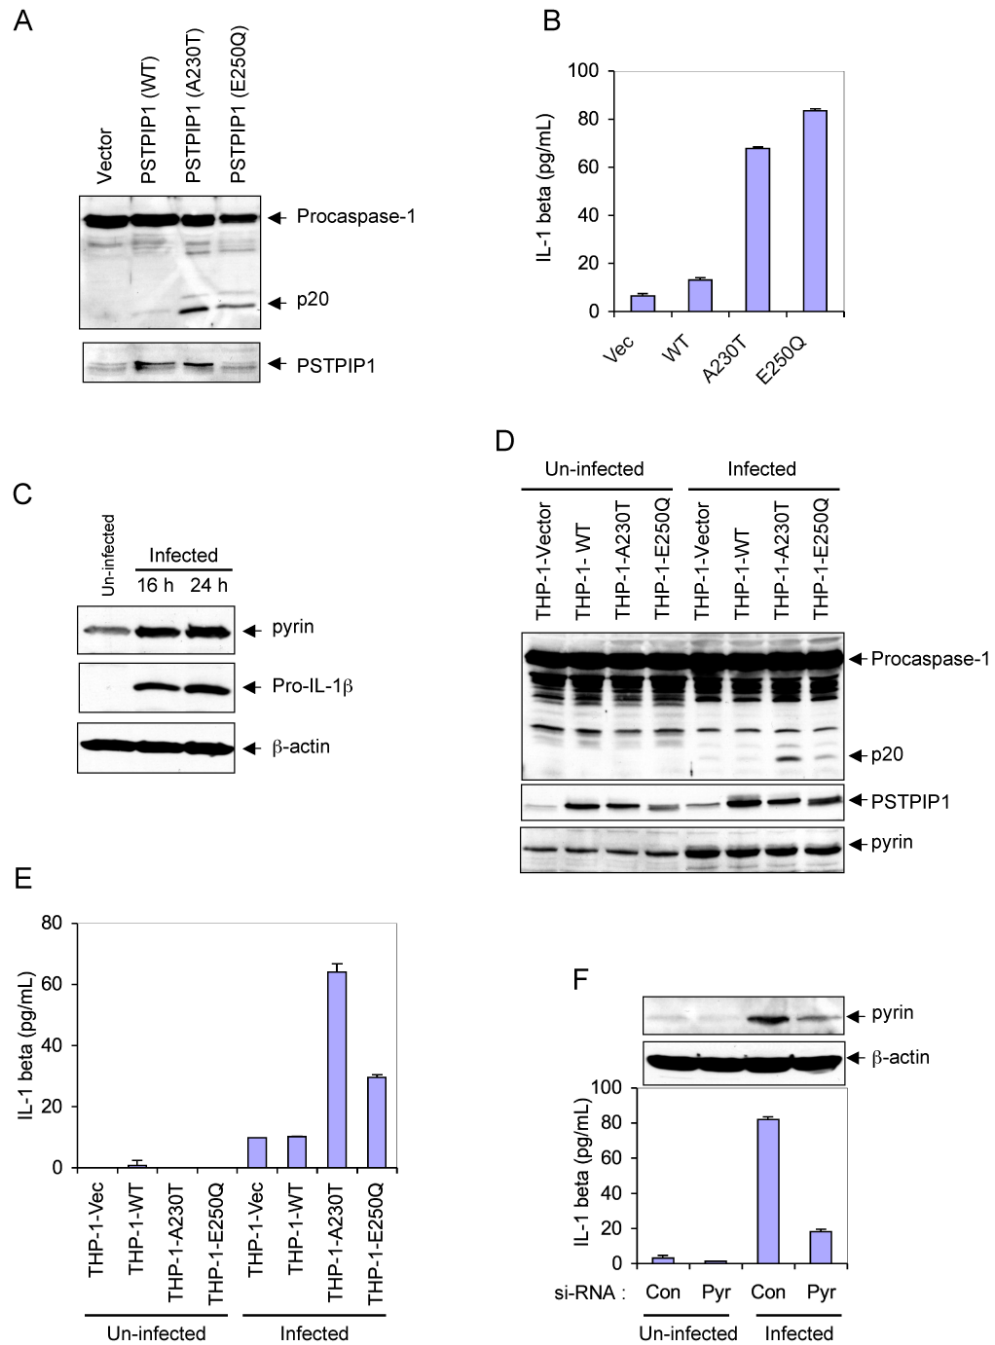 A
Vector
PSTPIP1 (WT)
PSTPIP1 (A230T)
PSTPIP1 (E250Q)
Procaspase-1
p20
PSTPIP1
B
IL-1 beta (pg/mL)
100
80
60
40
20
0
Vec
WT
A230T
E250Q
C
Un-infected
Infected
16 h 24 h
pyrin
Pro-IL-1β
β-actin
D
Un-infected Infected
THP-1-Vector
THP-1- WT
THP-1-A230T
THP-1-E250Q
THP-1-Vector
THP-1-WT
THP-1-A230T
THP-1-E250Q
Procaspase-1
p20
PSTPIP1
pyrin
E
IL-1 beta (pg/mL)
80
60
40
20
0
THP-1-Vec
THP-1-WT
THP-1-A230T
THP-1-E250Q
THP-1-Vec
THP-1-WT
THP-1-A230T
THP-1-E250Q
Un-infected Infected
F
pyrin
β-actin
IL-1 beta (pg/mL)
100
80
60
40
20
0
si-RNA : Con Pyr Con Pyr
Un-infected Infected